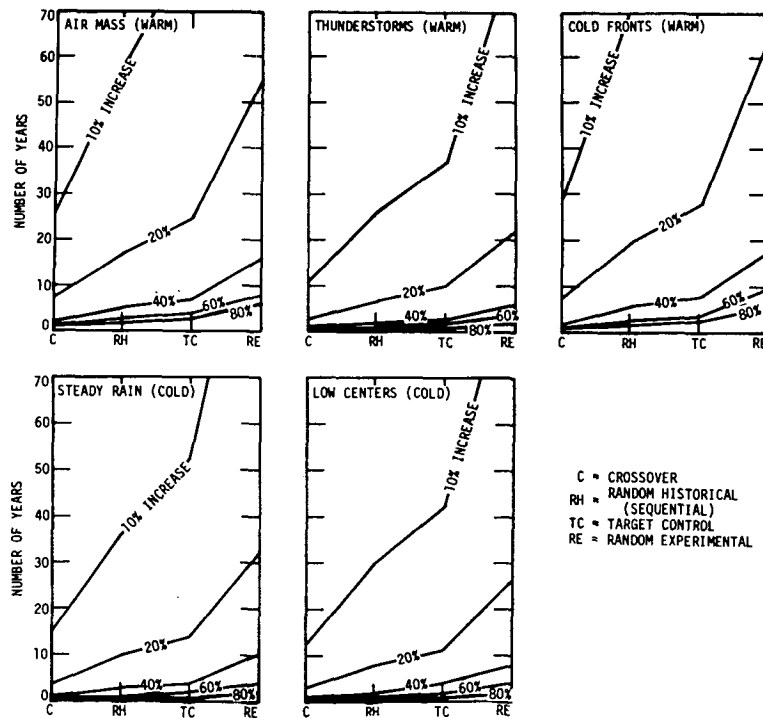 AIR MASS (WARM)
THUNDERSTORMS (WARM)
COLD FRONTS (WARM)
NUMBER OF YEARS
70
60
50
40
30
20
10
0
10% INCREASE
20%
40%
60%
80%
C
RH
TC
RE
10% INCREASE
20%
40%
60%
80%
C
RH
TC
RE
10% INCREASE
20%
40%
60%
80%
C
RH
TC
RE
STEADY RAIN (COLD)
LOW CENTERS (COLD)
NUMBER OF YEARS
70
60
50
40
30
20
10
0
10% INCREASE
20%
40%
60%
80%
C
RH
TC
RE
10% INCREASE
20%
40%
60%
80%
C
RH
TC
RE
C = CROSSOVER
RH = RANDOM HISTORICAL
(SEQUENTIAL)
TC = TARGET CONTROL
RE = RANDOM EXPERIMENTAL